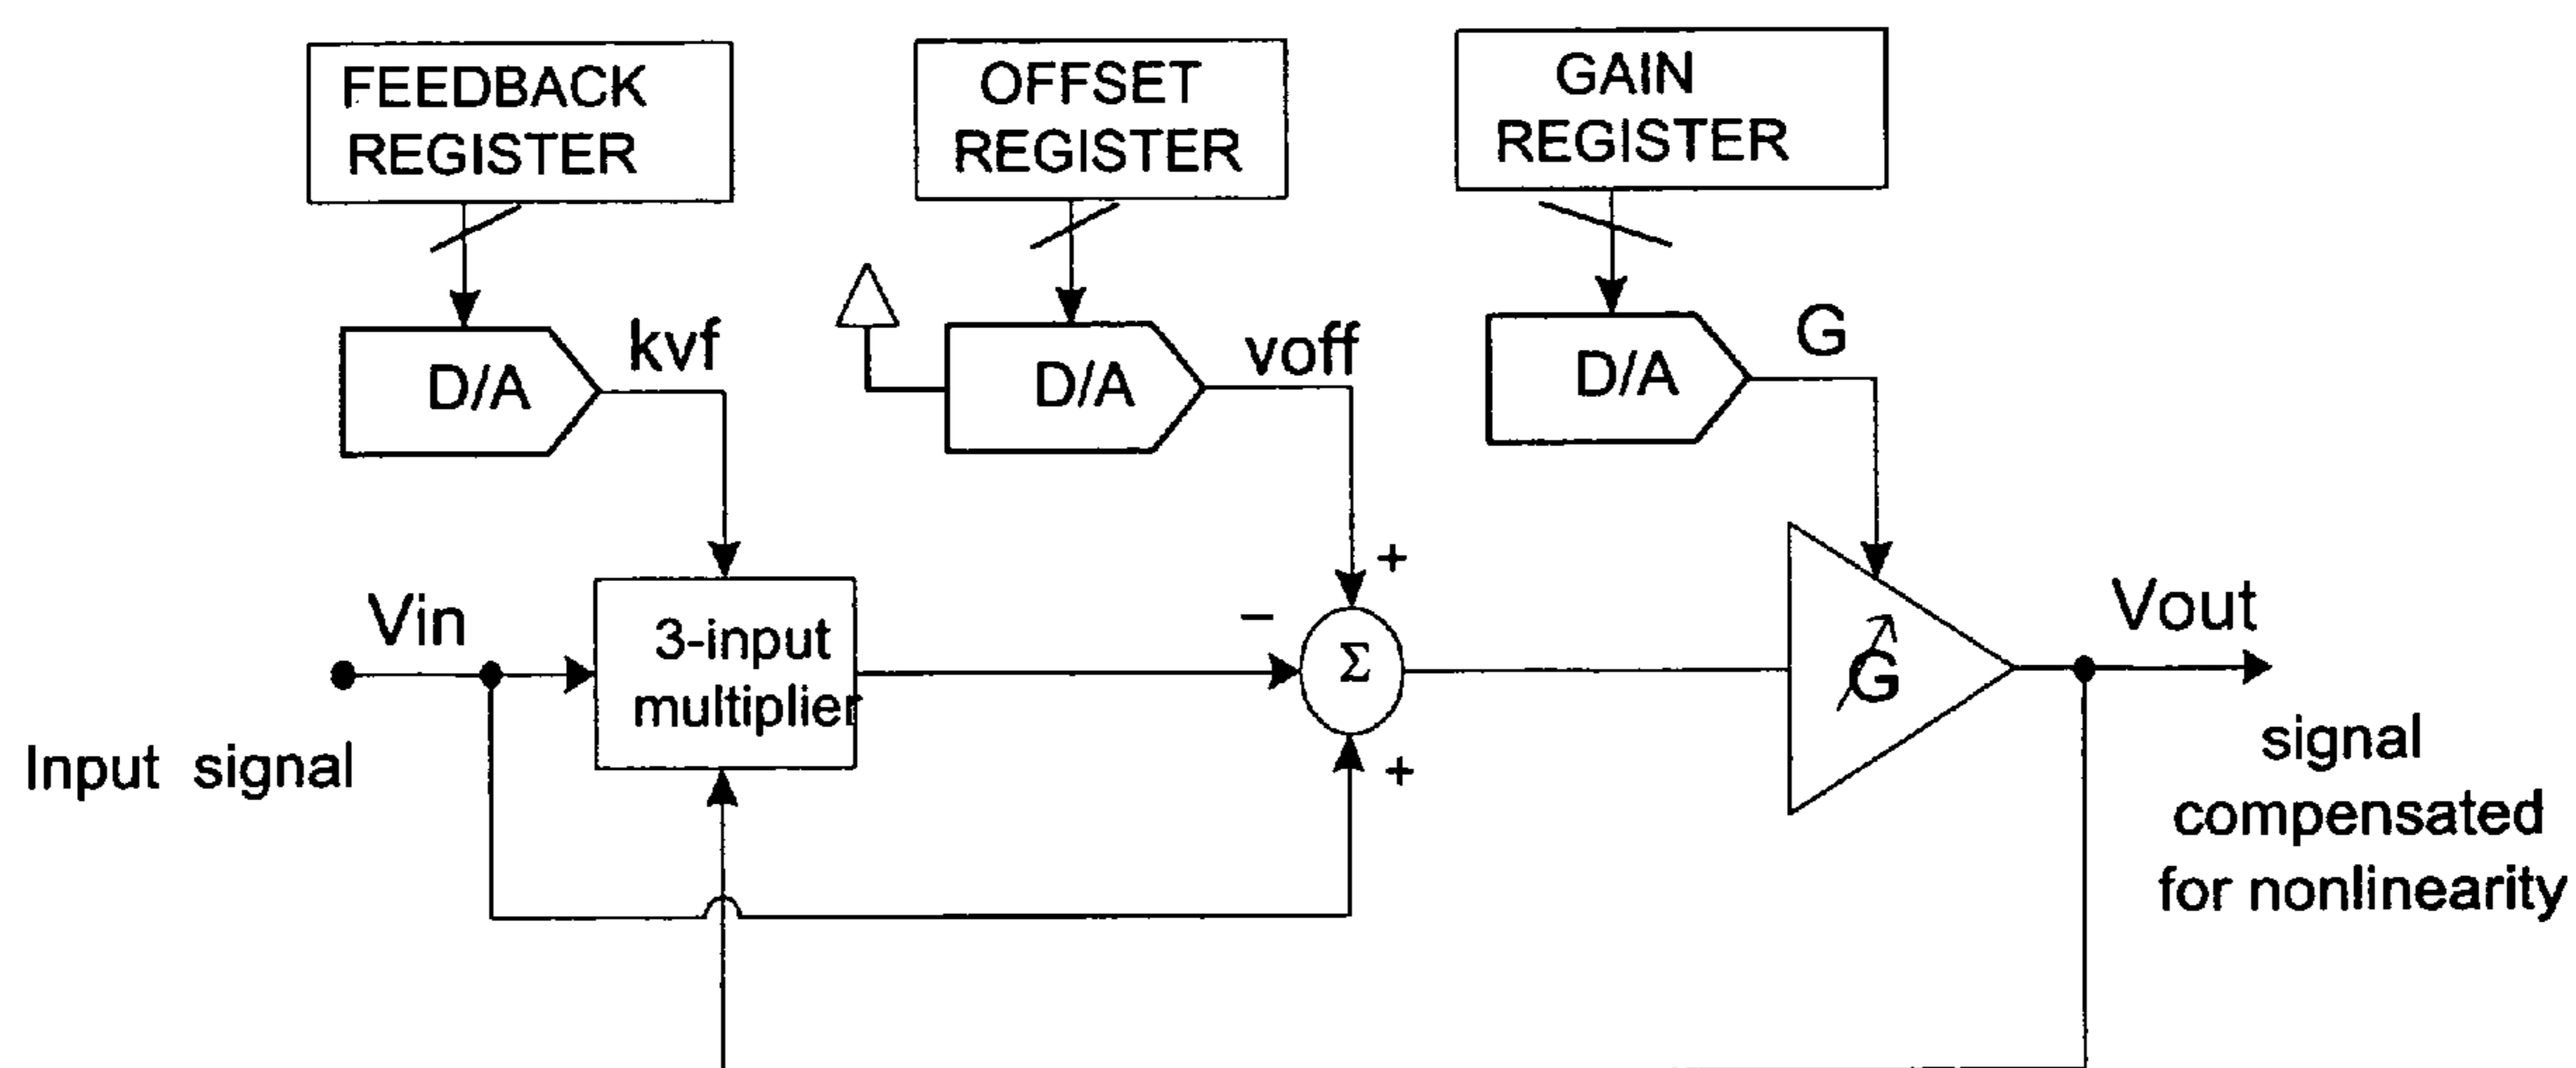 FEEDBACK
REGISTER
OFFSET
REGISTER
GAIN
REGISTER
D/A
kvf
D/A
voff
D/A
G
+
Vin
3-input
multiplier
−
Σ
+
G
Vout
Input signal
signal
compensated
for nonlinearity